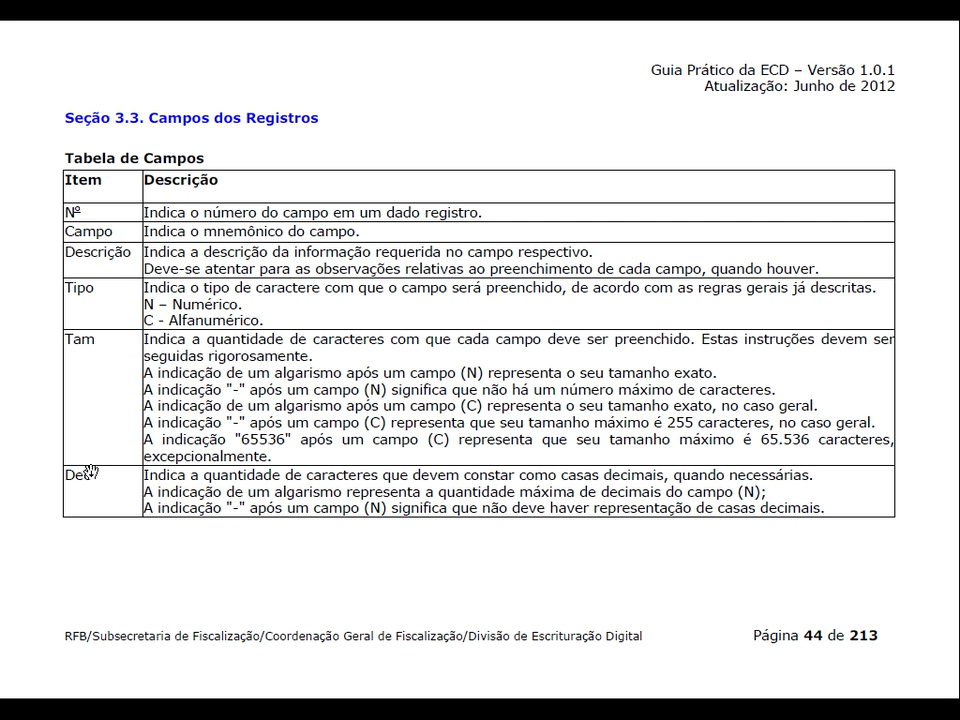 Guia Prático da ECD – Versão 1.0.1
Atualização: Junho de 2012
Seção 3.3. Campos dos Registros
Tabela de Campos
Item Descrição
Nº Indica o número do campo em um dado registro.
Campo Indica o mnemônico do campo.
Descrição Indica a descrição da informação requerida no campo respectivo.
Deve-se atentar para as observações relativas ao preenchimento de cada campo, quando houver.
Tipo Indica o tipo de caractere com que o campo será preenchido, de acordo com as regras gerais já descritas.
N – Numérico.
C - Alfanumérico.
Tam Indica a quantidade de caracteres com que cada campo deve ser preenchido. Estas instruções devem ser
seguidas rigorosamente.
A indicação de um algarismo após um campo (N) representa o seu tamanho exato.
A indicação "-" após um campo (N) significa que não há um número máximo de caracteres.
A indicação de um algarismo após um campo (C) representa o seu tamanho exato, no caso geral.
A indicação "-" após um campo (C) representa que seu tamanho máximo é 255 caracteres, no caso geral.
A indicação "65536" após um campo (C) representa que seu tamanho máximo é 65.536 caracteres,
excepcionalmente.
Indica a quantidade de caracteres que devem constar como casas decimais, quando necessárias.
A indicação de um algarismo representa a quantidade máxima de decimais do campo (N);
A indicação "-" após um campo (N) significa que não deve haver representação de casas decimais.
RFB/Subsecretaria de Fiscalização/Coordenação Geral de Fiscalização/Divisão de Escrituração Digital Página 44 de 213